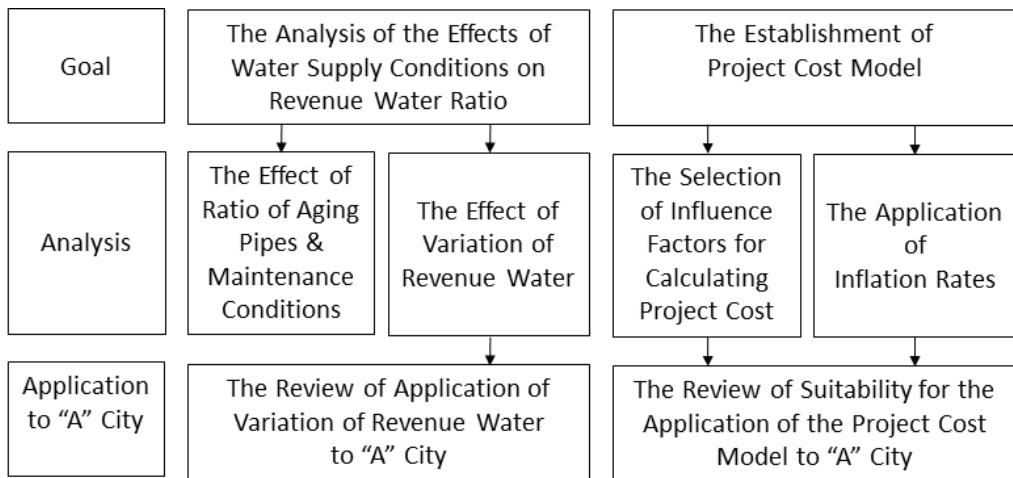 Goal
The Analysis of the Effects of
Water Supply Conditions on
Revenue Water Ratio
The Establishment of
Project Cost Model
Analysis
The Effect of
Ratio of Aging
Pipes &
Maintenance
Conditions
The Effect of
Variation of
Revenue Water
The Selection
of Influence
Factors for
Calculating
Project Cost
The Application
of
Inflation Rates
Application
to “A” City
The Review of Application of
Variation of Revenue Water
to “A” City
The Review of Suitability for the
Application of the Project Cost
Model to “A” City